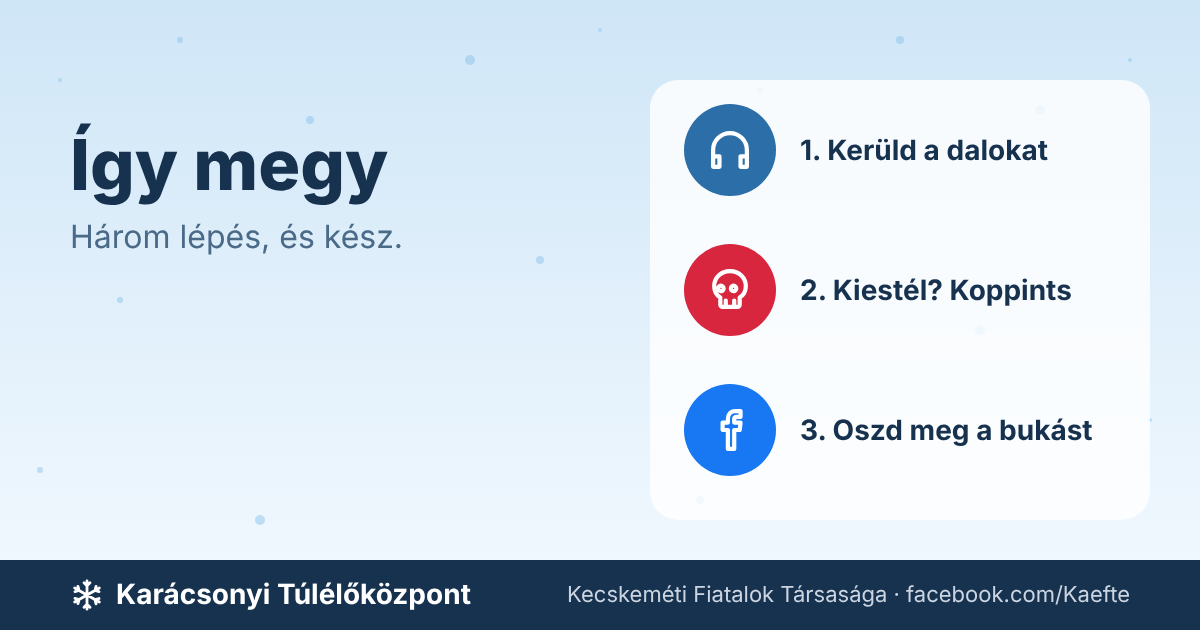 Így megy
Három lépés, és kész.
1. Kerüld a dalokat
2. Kiestél? Koppints
3. Oszd meg a bukást
Karácsonyi Túlélőközpont
Kecskeméti Fiatalok Társasága · facebook.com/Kaefte